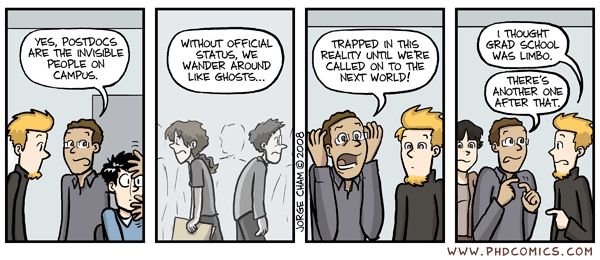 YES, POSTDOCS
ARE THE INVISIBLE
PEOPLE ON
CAMPUS.
WITHOUT OFFICIAL
STATUS, WE
WANDER AROUND
LIKE GHOSTS...
TRAPPED IN THIS
REALITY UNTIL WE'RE
CALLED ON TO THE
NEXT WORLD!
JORGE CHAM © 2008
I THOUGHT
GRAD SCHOOL
WAS LIMBO.
THERE'S
ANOTHER ONE
AFTER THAT.
WWW.PHDCOMICS.COM